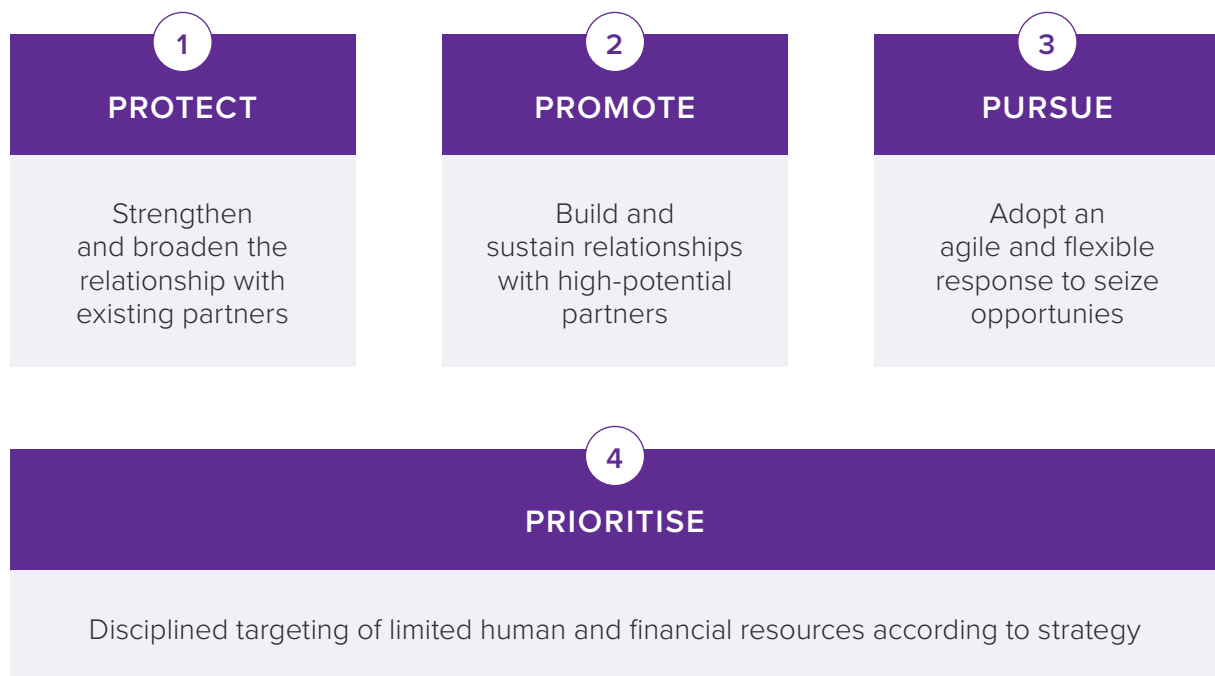 1
PROTECT
Strengthen
and broaden the
relationship with
existing partners
2
PROMOTE
Build and
sustain relationships
with high-potential
partners
3
PURSUE
Adopt an
agile and flexible
response to seize
opportunies
4
PRIORITISE
Disciplined targeting of limited human and financial resources according to strategy